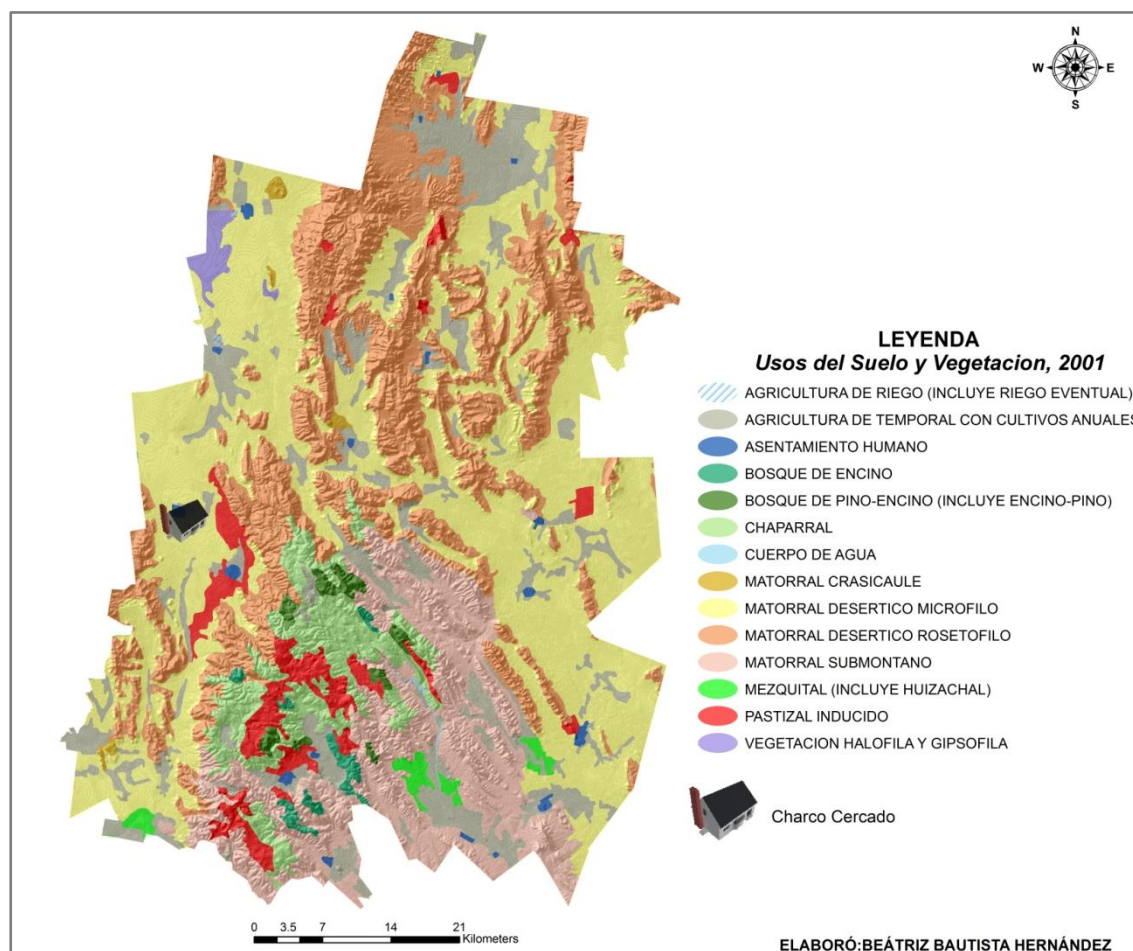 N
W E
S
LEYENDA
Usos del Suelo y Vegetacion, 2001
AGRICULTURA DE RIEGO (INCLUYE RIEGO EVENTUAL)
AGRICULTURA DE TEMPORAL CON CULTIVOS ANUALES
ASENTAMIENTO HUMANO
BOSQUE DE ENCINO
BOSQUE DE PINO-ENCINO (INCLUYE ENCINO-PINO)
CHAPARRAL
CUERPO DE AGUA
MATORRAL CRASICAULE
MATORRAL DESERTICO MICROFILO
MATORRAL DESERTICO ROSETOFILO
MATORRAL SUBMONTANO
MEZQUITAL (INCLUYE HUIZACHAL)
PASTIZAL INDUCIDO
VEGETACION HALOFILA Y GIPSOFILA
Charco Cercado
0 3.5 7 14 21
Kilometers
ELABORÓ:BEÁTRIZ BAUTISTA HERNÁNDEZ